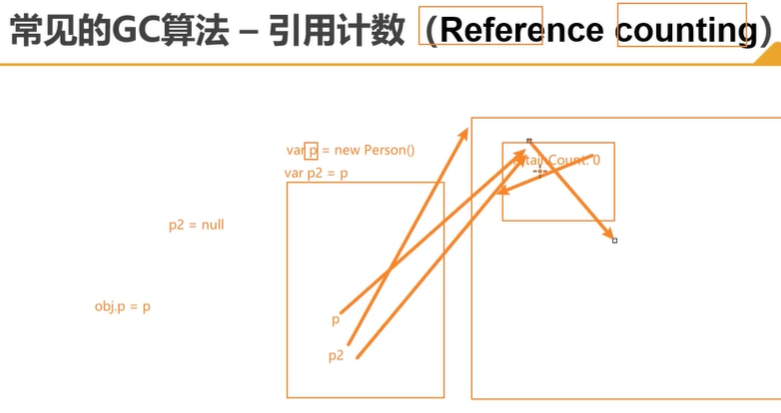 常见的GC算法 – 引用计数（Reference counting）
var p = new Person()
var p2 = p
Count: 0
p2 = null
obj.p = p
p
p2